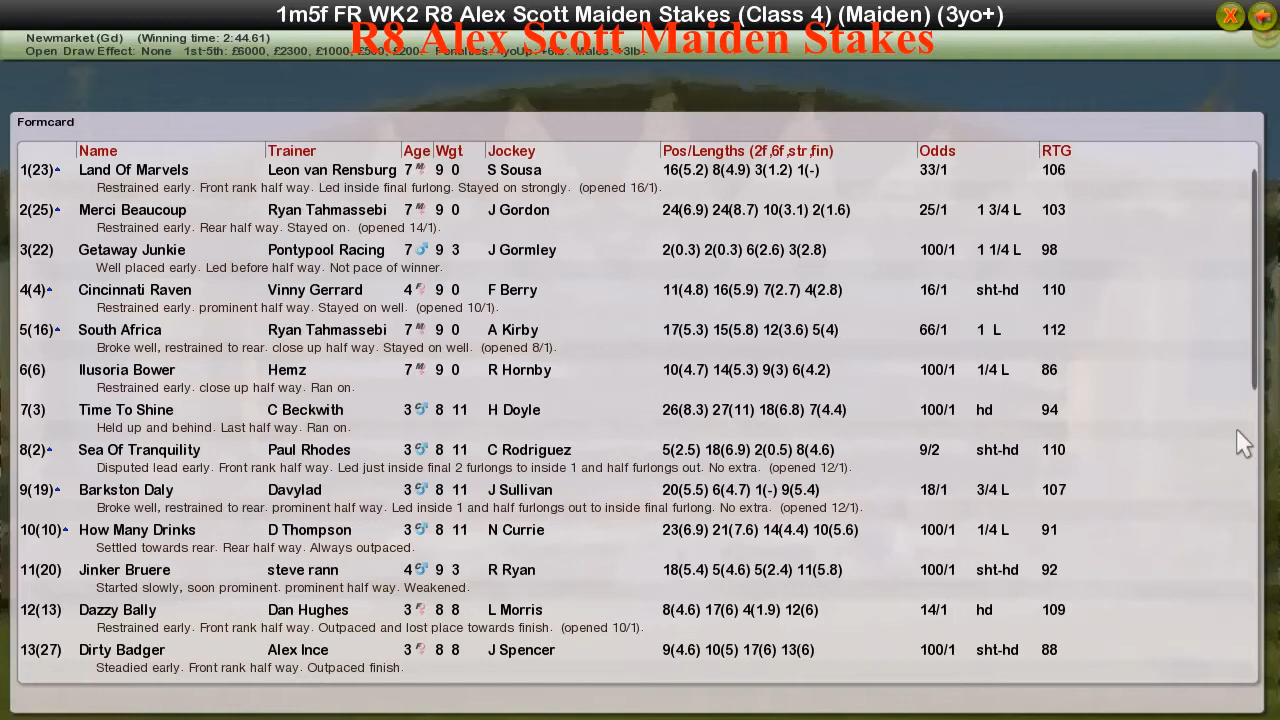 1m5f FR WK2 R8 Alex Scott Maiden Stakes (Class 4) (Maiden) (3yo+)
R8 Alex Scott Maiden Stakes
Newmarket (Gd) (Winning time: 2:44.61)
Open Draw Effect: None 1st-5th: £6000, £2300, £1000, £500, £200. Penalties: 4yoUp: +6lb. Males: +3lb.
Formcard
Name Trainer Age Wgt Jockey Pos/Lengths (2f,6f,str,fin) Odds RTG
1(23) Land Of Marvels Leon van Rensburg 7 9 0 S Sousa 16(5.2) 8(4.9) 3(1.2) 1(-) 33/1 106
Restrained early. Front rank half way. Led inside final furlong. Stayed on strongly. (opened 16/1).
2(25) Merci Beaucoup Ryan Tahmassebi 7 9 0 J Gordon 24(6.9) 24(8.7) 10(3.1) 2(1.6) 25/1 1 3/4 L 103
Restrained early. Rear half way. Stayed on. (opened 14/1).
3(22) Getaway Junkie Pontypool Racing 7 9 3 J Gormley 2(0.3) 2(0.3) 6(2.6) 3(2.8) 100/1 1 1/4 L 98
Well placed early. Led before half way. Not pace of winner.
4(4) Cincinnati Raven Vinny Gerrard 4 9 0 F Berry 11(4.8) 16(5.9) 7(2.7) 4(2.8) 16/1 sht-hd 110
Restrained early. prominent half way. Stayed on well. (opened 10/1).
5(16) South Africa Ryan Tahmassebi 7 9 0 A Kirby 17(5.3) 15(5.8) 12(3.6) 5(4) 66/1 1 L 112
Broke well, restrained to rear. close up half way. Stayed on well. (opened 8/1).
6(6) Ilusoria Bower Hemz 7 9 0 R Hornby 10(4.7) 14(5.3) 9(3) 6(4.2) 100/1 1/4 L 86
Restrained early. close up half way. Ran on.
7(3) Time To Shine C Beckwith 3 8 11 H Doyle 26(8.3) 27(11) 18(6.8) 7(4.4) 100/1 hd 94
Held up and behind. Last half way. Ran on.
8(2) Sea Of Tranquility Paul Rhodes 3 8 11 C Rodriguez 5(2.5) 18(6.9) 2(0.5) 8(4.6) 9/2 sht-hd 110
Disputed lead early. Front rank half way. Led just inside final 2 furlongs to inside 1 and half furlongs out. No extra. (opened 12/1).
9(19) Barkston Daly Davylad 3 8 11 J Sullivan 20(5.5) 6(4.7) 1(-) 9(5.4) 18/1 3/4 L 107
Broke well, restrained to rear. prominent half way. Led inside 1 and half furlongs out to inside final furlong. No extra. (opened 12/1).
10(10) How Many Drinks D Thompson 3 8 11 N Currie 23(6.9) 21(7.6) 14(4.4) 10(5.6) 100/1 1/4 L 91
Settled towards rear. Rear half way. Always outpaced.
11(20) Jinker Bruere steve rann 4 9 3 R Ryan 18(5.4) 5(4.6) 5(2.4) 11(5.8) 100/1 sht-hd 92
Started slowly, soon prominent. prominent half way. Weakened.
12(13) Dazzy Bally Dan Hughes 3 8 8 L Morris 8(4.6) 17(6) 4(1.9) 12(6) 14/1 hd 109
Restrained early. Front rank half way. Outpaced and lost place towards finish. (opened 10/1).
13(27) Dirty Badger Alex Ince 3 8 8 J Spencer 9(4.6) 10(5) 17(6) 13(6) 100/1 sht-hd 88
Steadied early. Front rank half way. Outpaced finish.